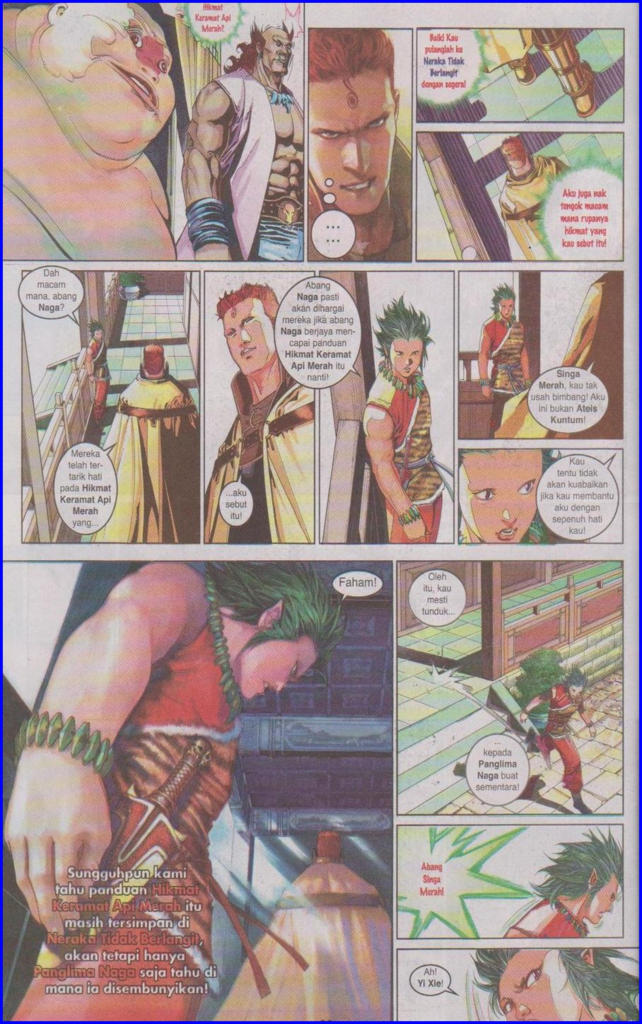 Hikmat
Keramat Api
Merah?
...
...
Baik! Kau
pulanglah ke
Neraka Tidak
Berlangit
dengan segera!
Aku juga nak
tengok macam
mana rupanya
hikmat yang
kau sebut itu!
Dah
macam
mana, abang
Naga?
Mereka
telah ter-
tarik hati
pada Hikmat
Keramat Api
Merah
yang...
...aku
sebut
itu!
Abang
Naga pasti
akan dihargai
mereka jika abang
Naga berjaya men-
capai panduan
Hikmat Keramat
Api Merah itu
nanti!
Singa
Merah, kau tak
usah bimbang! Aku
ini bukan Ateis
Kuntum!
Kau
tentu tidak
akan kuabaikan
jika kau membantu
aku dengan
sepenuh hati
kau!
Faham!
Sungguhpun kami
tahu panduan Hikmat
Keramat Api Merah itu
masih tersimpan di
Neraka Tidak Berlangit,
akan tetapi hanya
Panglima Naga saja tahu di
mana ia disembunyikan!
Oleh
itu, kau
mesti
tunduk...
...
kepada
Panglima
Naga buat
sementara!
Abang
Singa
Merah!
Ah!
Yi Xie!